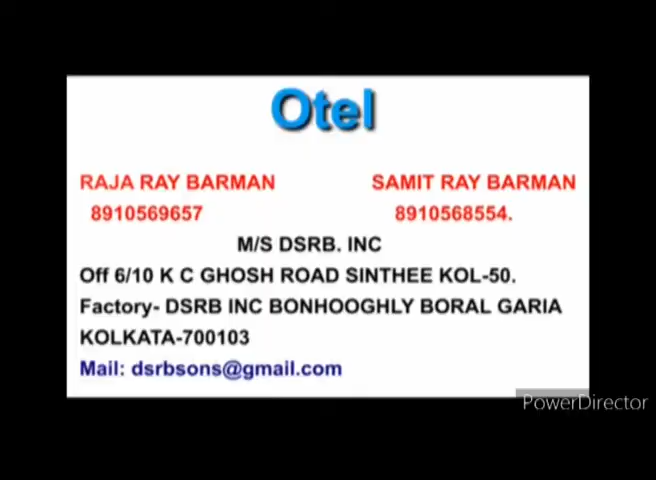 Otel
RAJA RAY BARMAN SAMIT RAY BARMAN
8910569657 8910568554.
M/S DSRB. INC
Off 6/10 K C GHOSH ROAD SINTHEE KOL-50.
Factory- DSRB INC BONHOOGHLY BORAL GARIA
KOLKATA-700103
Mail: dsrbsons@gmail.com
PowerDirector